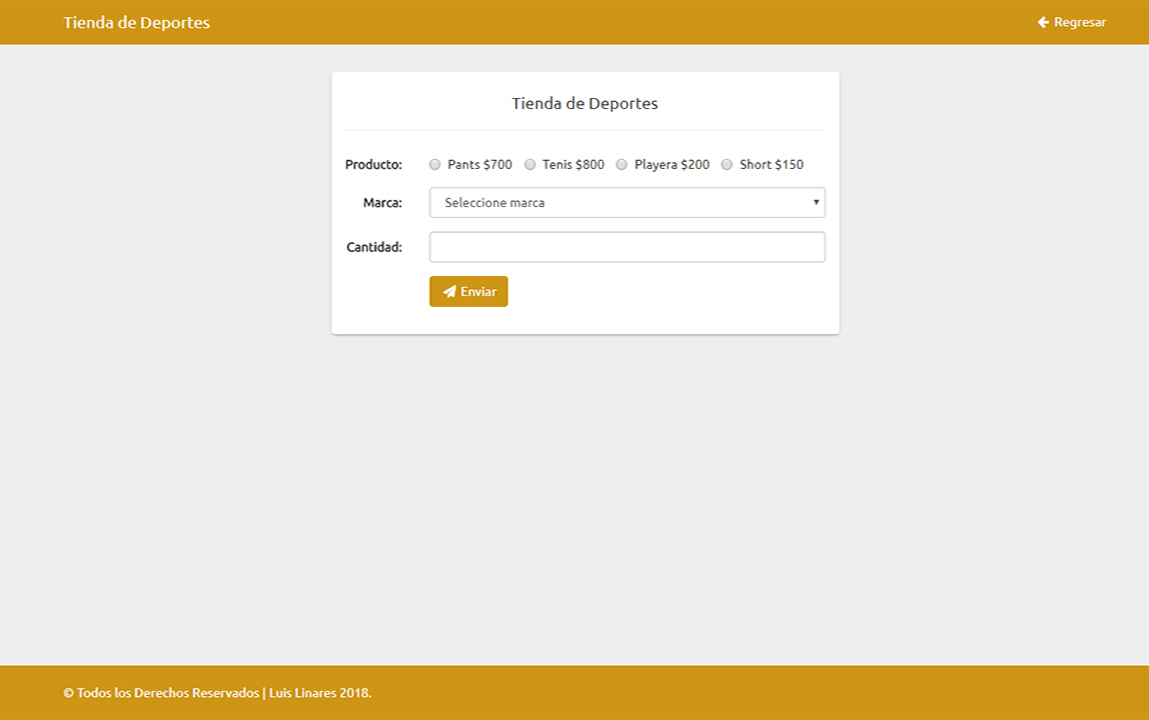 Tienda de Deportes
Regresar
Tienda de Deportes
Producto: Pants $700 Tenis $800 Playera $200 Short $150
Marca: Seleccione marca
Cantidad:
Enviar
© Todos los Derechos Reservados | Luis Linares 2018.